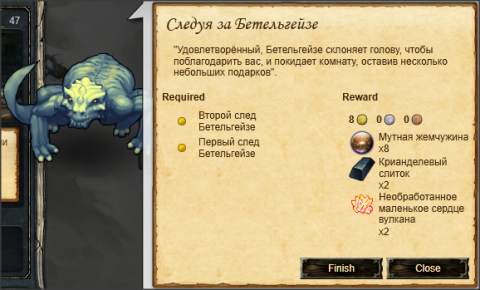 47
Следуя за Бетельгейзе
"Удовлетворённый, Бетельгейзе склоняет голову, чтобы
поблагодарить вас, и покидает комнату, оставив несколько
небольших подарков".
Required
Второй след
Бетельгейзе
Первый след
Бетельгейзе
Reward
8 0 0
Мутная жемчужина
x8
Крианделевый
слиток
x2
Необработанное
маленькое сердце
вулкана
x2
и
Finish Close